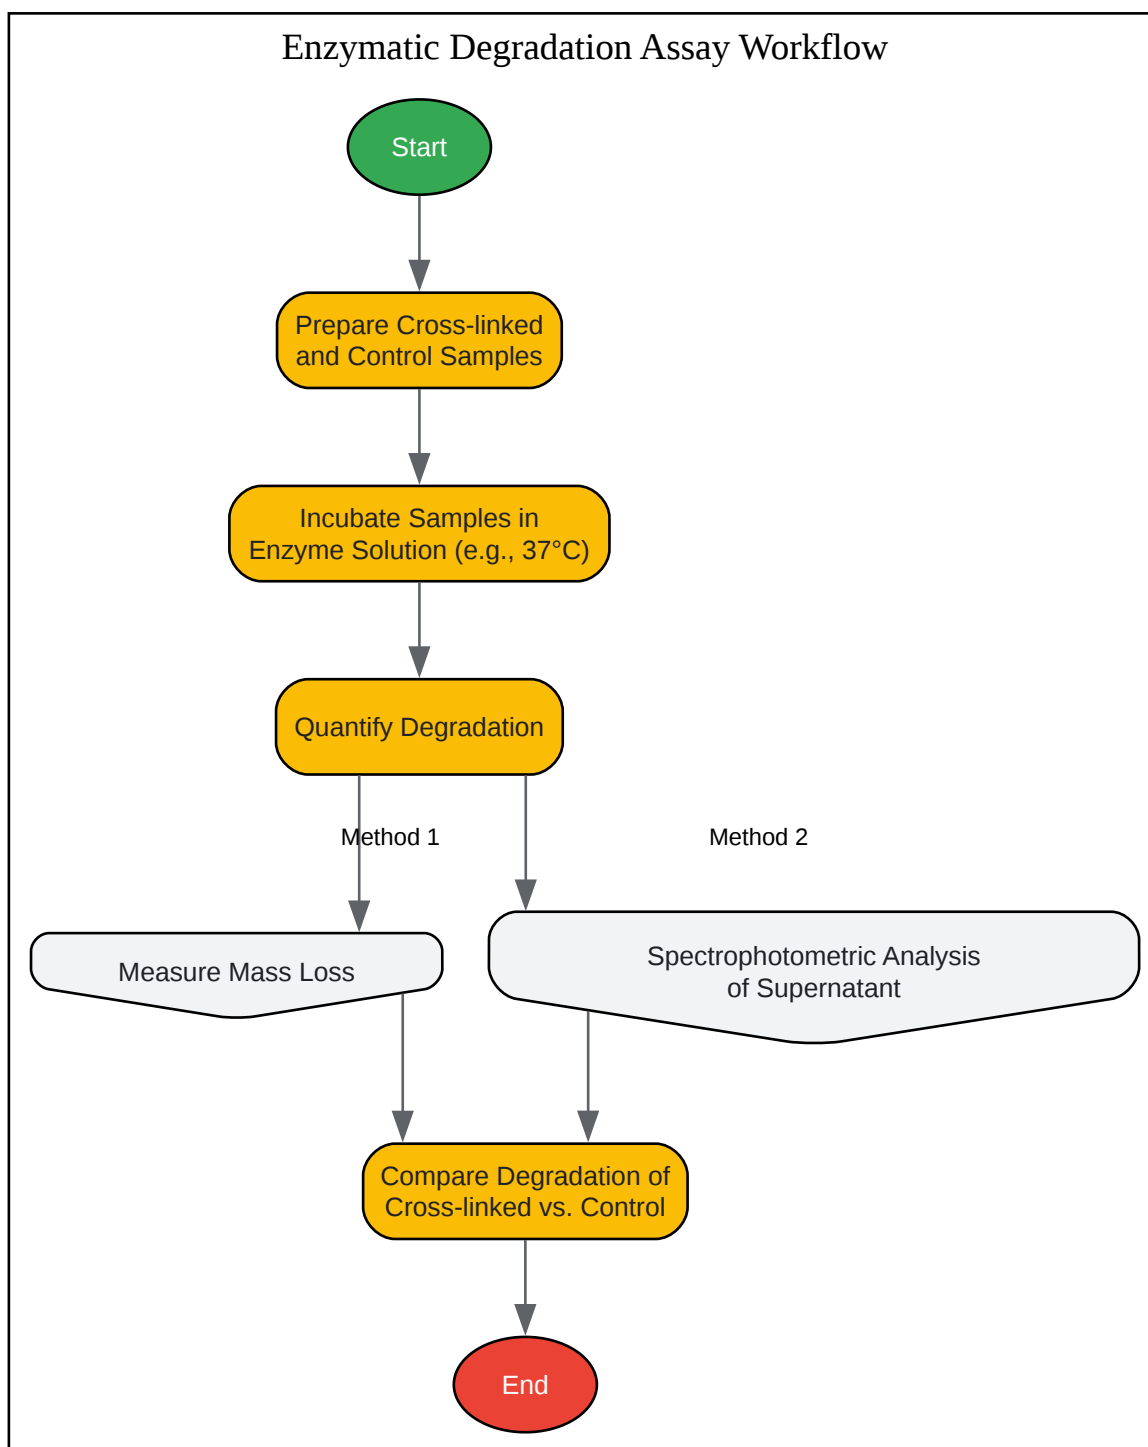 Enzymatic Degradation Assay Workflow
Start
Prepare Cross-linked
and Control Samples
Incubate Samples in
Enzyme Solution (e.g., 37°C)
Quantify Degradation
Method 1
Method 2
Measure Mass Loss
Spectrophotometric Analysis
of Supernatant
Compare Degradation of
Cross-linked vs. Control
End